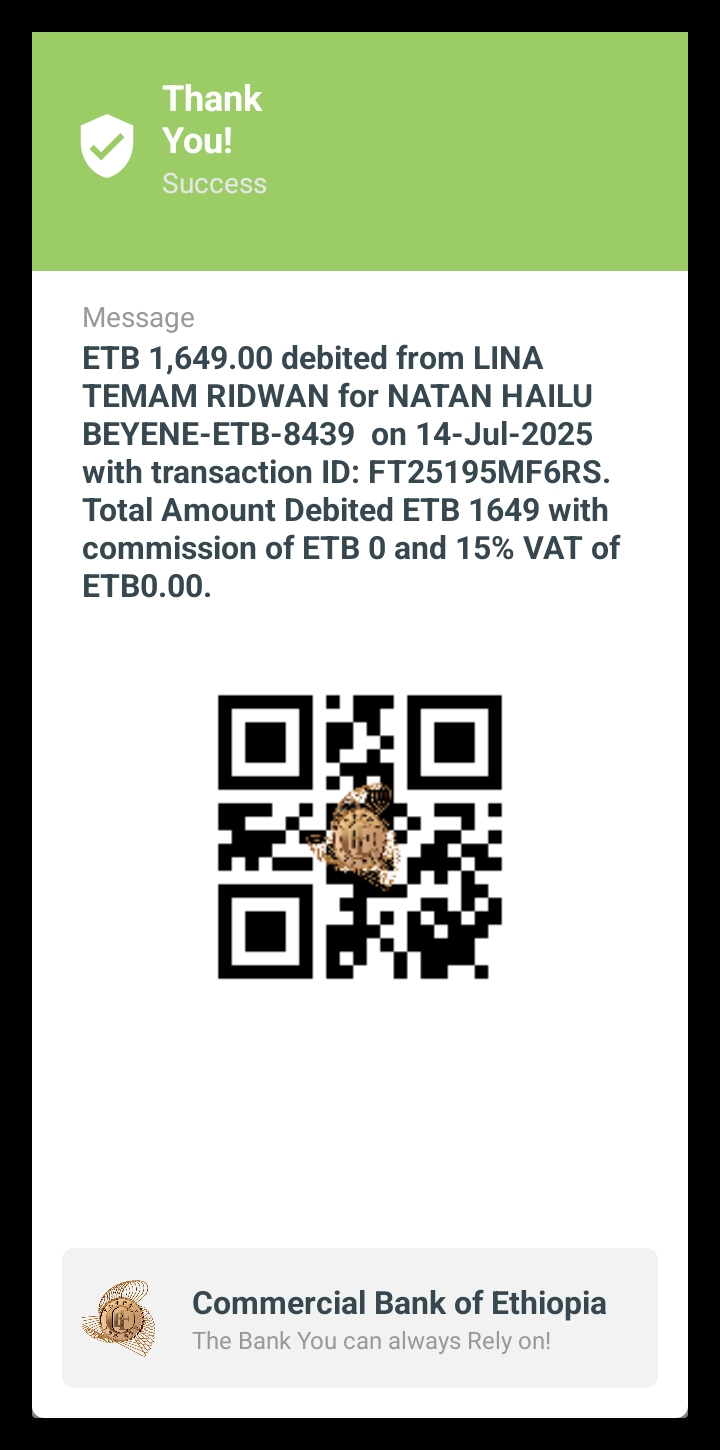 Thank
You!
Success
Message
ETB 1,649.00 debited from LINA
TEMAM RIDWAN for NATAN HAILU
BEYENE-ETB-8439  on 14-Jul-2025
with transaction ID: FT25195MF6RS.
Total Amount Debited ETB 1649 with
commission of ETB 0 and 15% VAT of
ETB0.00.
Commercial Bank of Ethiopia
The Bank You can always Rely on!